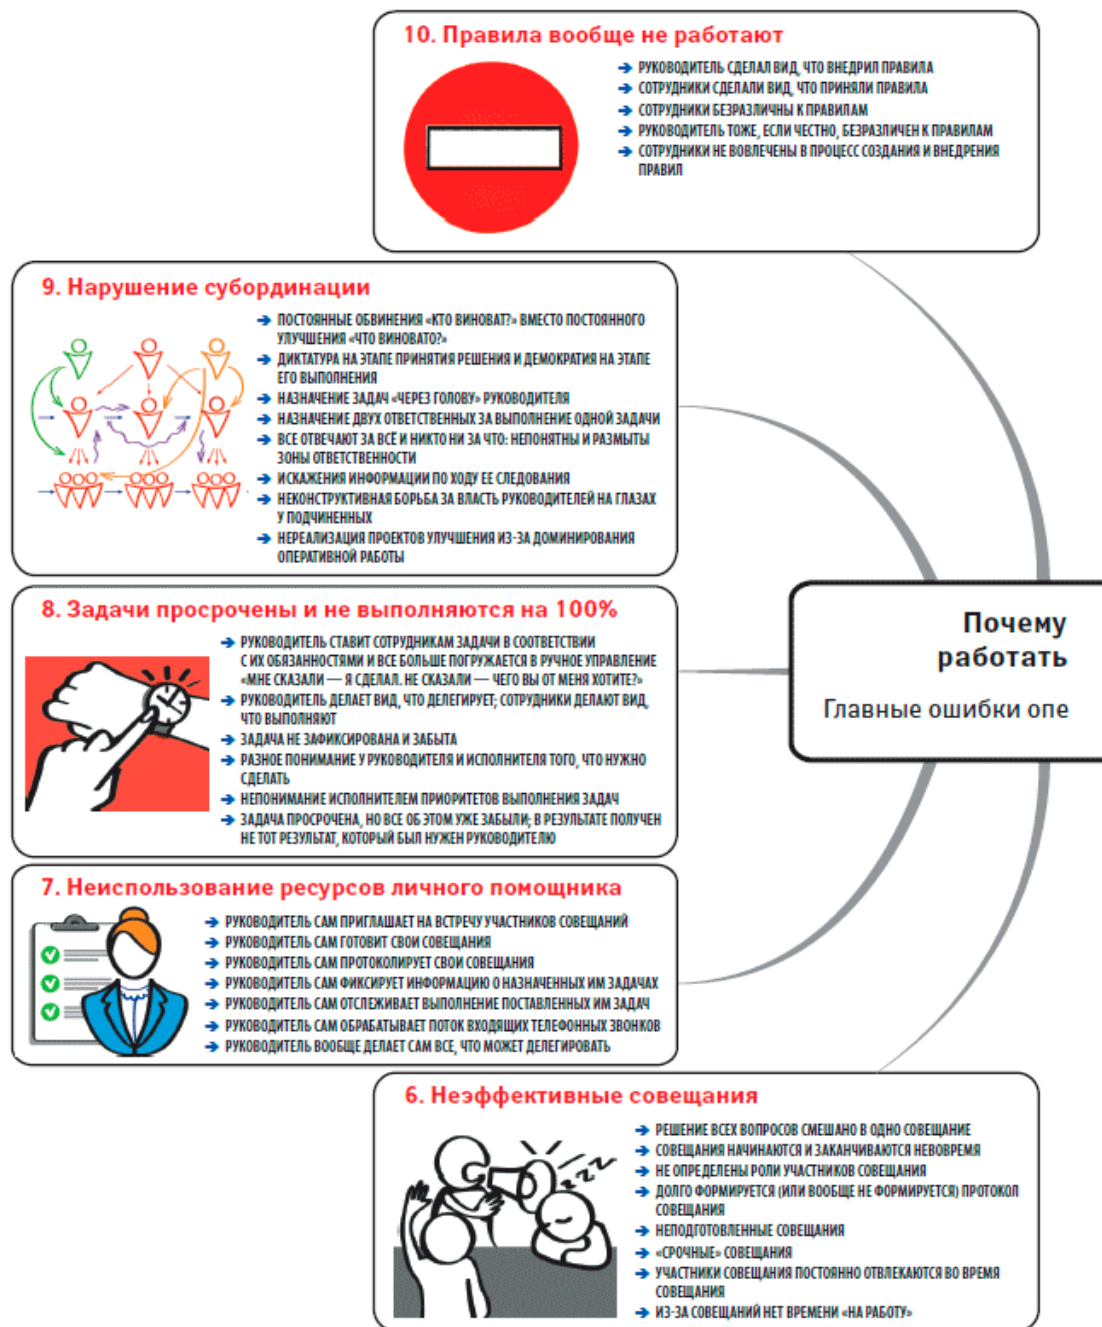 10. Правила вообще не работают
РУКОВОДИТЕЛЬ СДЕЛАЛ ВИД, ЧТО ВНЕДРИЛ ПРАВИЛА
СОТРУДНИКИ СДЕЛАЛИ ВИД, ЧТО ПРИНЯЛИ ПРАВИЛА
СОТРУДНИКИ БЕЗРАЗЛИЧНЫ К ПРАВИЛАМ
РУКОВОДИТЕЛЬ ТОЖЕ, ЕСЛИ ЧЕСТНО, БЕЗРАЗЛИЧЕН К ПРАВИЛАМ
СОТРУДНИКИ НЕ ВОВЛЕЧЕНЫ В ПРОЦЕСС СОЗДАНИЯ И ВНЕДРЕНИЯ
ПРАВИЛ
9. Нарушение субординации
ПОСТОЯННЫЕ ОБВИНЕНИЯ «КТО ВИНОВАТ?» ВМЕСТО ПОСТОЯННОГО
УЛУЧШЕНИЯ «ЧТО ВИНОВАТО?»
ДИКТАТУРА НА ЭТАПЕ ПРИНЯТИЯ РЕШЕНИЯ И ДЕМОКРАТИЯ НА ЭТАПЕ
ЕГО ВЫПОЛНЕНИЯ
НАЗНАЧЕНИЕ ЗАДАЧ «ЧЕРЕЗ ГОЛОВУ» РУКОВОДИТЕЛЯ
НАЗНАЧЕНИЕ ДВУХ ОТВЕТСТВЕННЫХ ЗА ВЫПОЛНЕНИЕ ОДНОЙ ЗАДАЧИ
ВСЕ ОТВЕЧАЮТ ЗА ВСЁ И НИКТО НИ ЗА ЧТО: НЕПОНЯТНЫ И РАЗМЫТЫ
ЗОНЫ ОТВЕТСТВЕННОСТИ
ИСКАЖЕНИЯ ИНФОРМАЦИИ ПО ХОДУ ЕЕ СЛЕДОВАНИЯ
НЕКОНСТРУКТИВНАЯ БОРЬБА ЗА ВЛАСТЬ РУКОВОДИТЕЛЕЙ НА ГЛАЗАХ
У ПОДЧИНЕННЫХ
НЕРЕАЛИЗАЦИЯ ПРОЕКТОВ УЛУЧШЕНИЯ ИЗ-ЗА ДОМИНИРОВАНИЯ
ОПЕРАТИВНОЙ РАБОТЫ
Почему
работать
Главные ошибки опе
8. Задачи просрочены и не выполняются на 100%
РУКОВОДИТЕЛЬ СТАВИТ СОТРУДНИКАМ ЗАДАЧИ В СООТВЕТСТВИИ
С ИХ ОБЯЗАННОСТЯМИ И ВСЕ БОЛЬШЕ ПОГРУЖАЕТСЯ В РУЧНОЕ УПРАВЛЕНИЕ
«МНЕ СКАЗАЛИ — Я СДЕЛАЛ. НЕ СКАЗАЛИ — ЧЕГО ВЫ ОТ МЕНЯ ХОТИТЕ?»
РУКОВОДИТЕЛЬ ДЕЛАЕТ ВИД, ЧТО ДЕЛЕГИРУЕТ; СОТРУДНИКИ ДЕЛАЮТ ВИД,
ЧТО ВЫПОЛНЯЮТ
ЗАДАЧА НЕ ЗАФИКСИРОВАНА И ЗАБЫТА
РАЗНОЕ ПОНИМАНИЕ У РУКОВОДИТЕЛЯ И ИСПОЛНИТЕЛЯ ТОГО, ЧТО НУЖНО
СДЕЛАТЬ
НЕПОНИМАНИЕ ИСПОЛНИТЕЛЕМ ПРИОРИТЕТОВ ВЫПОЛНЕНИЯ ЗАДАЧ
ЗАДАЧА ПРОСРОЧЕНА, НО ВСЕ ОБ ЭТОМ УЖЕ ЗАБЫЛИ; В РЕЗУЛЬТАТЕ ПОЛУЧЕН
НЕ ТОТ РЕЗУЛЬТАТ, КОТОРЫЙ БЫЛ НУЖЕН РУКОВОДИТЕЛЮ
7. Неиспользование ресурсов личного помощника
РУКОВОДИТЕЛЬ САМ ПРИГЛАШАЕТ НА ВСТРЕЧУ УЧАСТНИКОВ СОВЕЩАНИЙ
РУКОВОДИТЕЛЬ САМ ГОТОВИТ СВОИ СОВЕЩАНИЯ
РУКОВОДИТЕЛЬ САМ ПРОТОКОЛИРУЕТ СВОИ СОВЕЩАНИЯ
РУКОВОДИТЕЛЬ САМ ФИКСИРУЕТ ИНФОРМАЦИЮ О НАЗНАЧЕННЫХ ИМ ЗАДАЧАХ
РУКОВОДИТЕЛЬ САМ ОТСЛЕЖИВАЕТ ВЫПОЛНЕНИЕ ПОСТАВЛЕННЫХ ИМ ЗАДАЧ
РУКОВОДИТЕЛЬ САМ ОБРАБАТЫВАЕТ ПОТОК ВХОДЯЩИХ ТЕЛЕФОННЫХ ЗВОНКОВ
РУКОВОДИТЕЛЬ ВООБЩЕ ДЕЛАЕТ САМ ВСЕ, ЧТО МОЖЕТ ДЕЛЕГИРОВАТЬ
6. Неэффективные совещания
ZZZ
РЕШЕНИЕ ВСЕХ ВОПРОСОВ СМЕШАНО В ОДНО СОВЕЩАНИЕ
СОВЕЩАНИЯ НАЧИНАЮТСЯ И ЗАКАНЧИВАЮТСЯ НЕВОВРЕМЯ
НЕ ОПРЕДЕЛЕНЫ РОЛИ УЧАСТНИКОВ СОВЕЩАНИЯ
ДОЛГО ФОРМИРУЕТСЯ (ИЛИ ВООБЩЕ НЕ ФОРМИРУЕТСЯ) ПРОТОКОЛ
СОВЕЩАНИЯ
НЕПОДГОТОВЛЕННЫЕ СОВЕЩАНИЯ
«СРОЧНЫЕ» СОВЕЩАНИЯ
УЧАСТНИКИ СОВЕЩАНИЯ ПОСТОЯННО ОТВЛЕКАЮТСЯ ВО ВРЕМЯ
СОВЕЩАНИЯ
ИЗ-ЗА СОВЕЩАНИЙ НЕТ ВРЕМЕНИ «НА РАБОТУ»